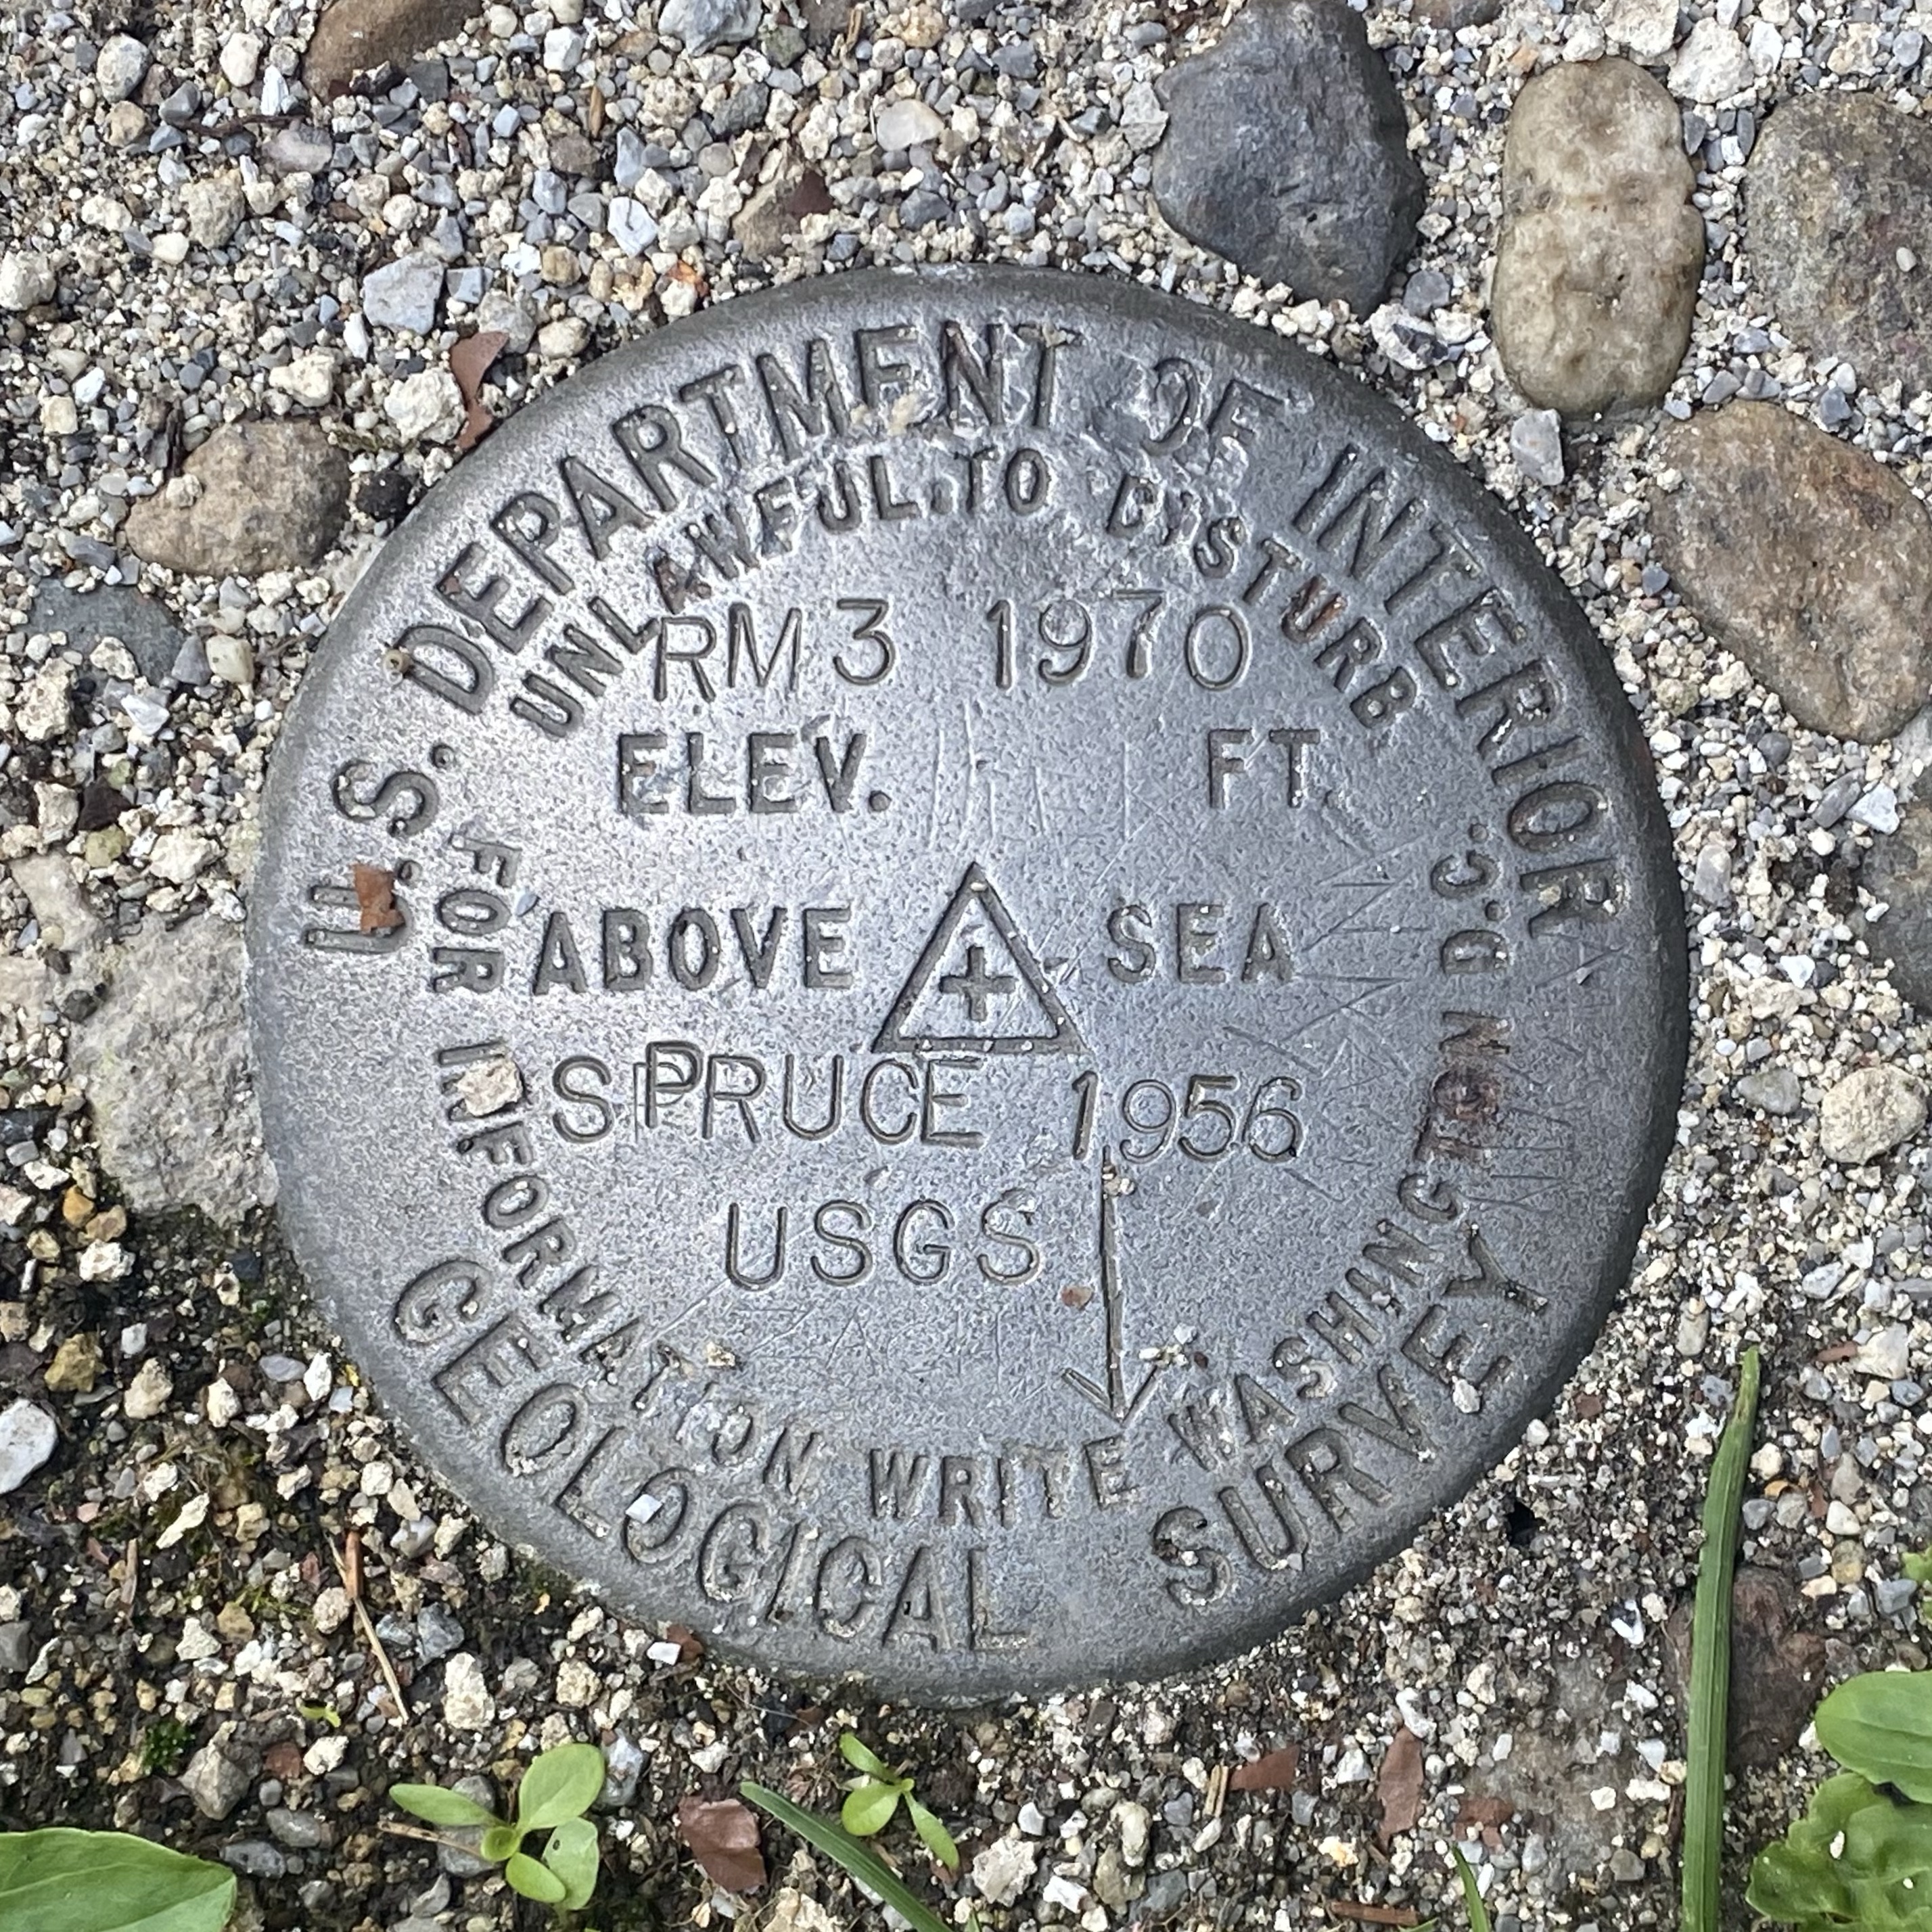 U.S. DEPARTMENT OF INTERIOR
UNLAWFUL TO DISTURB
RM 3 1970
ELEV. FT.
ABOVE SEA
SPRUCE 1956
USGS
FOR INFORMATION WRITE WASHINGTON D.C.
GEOLOGICAL SURVEY